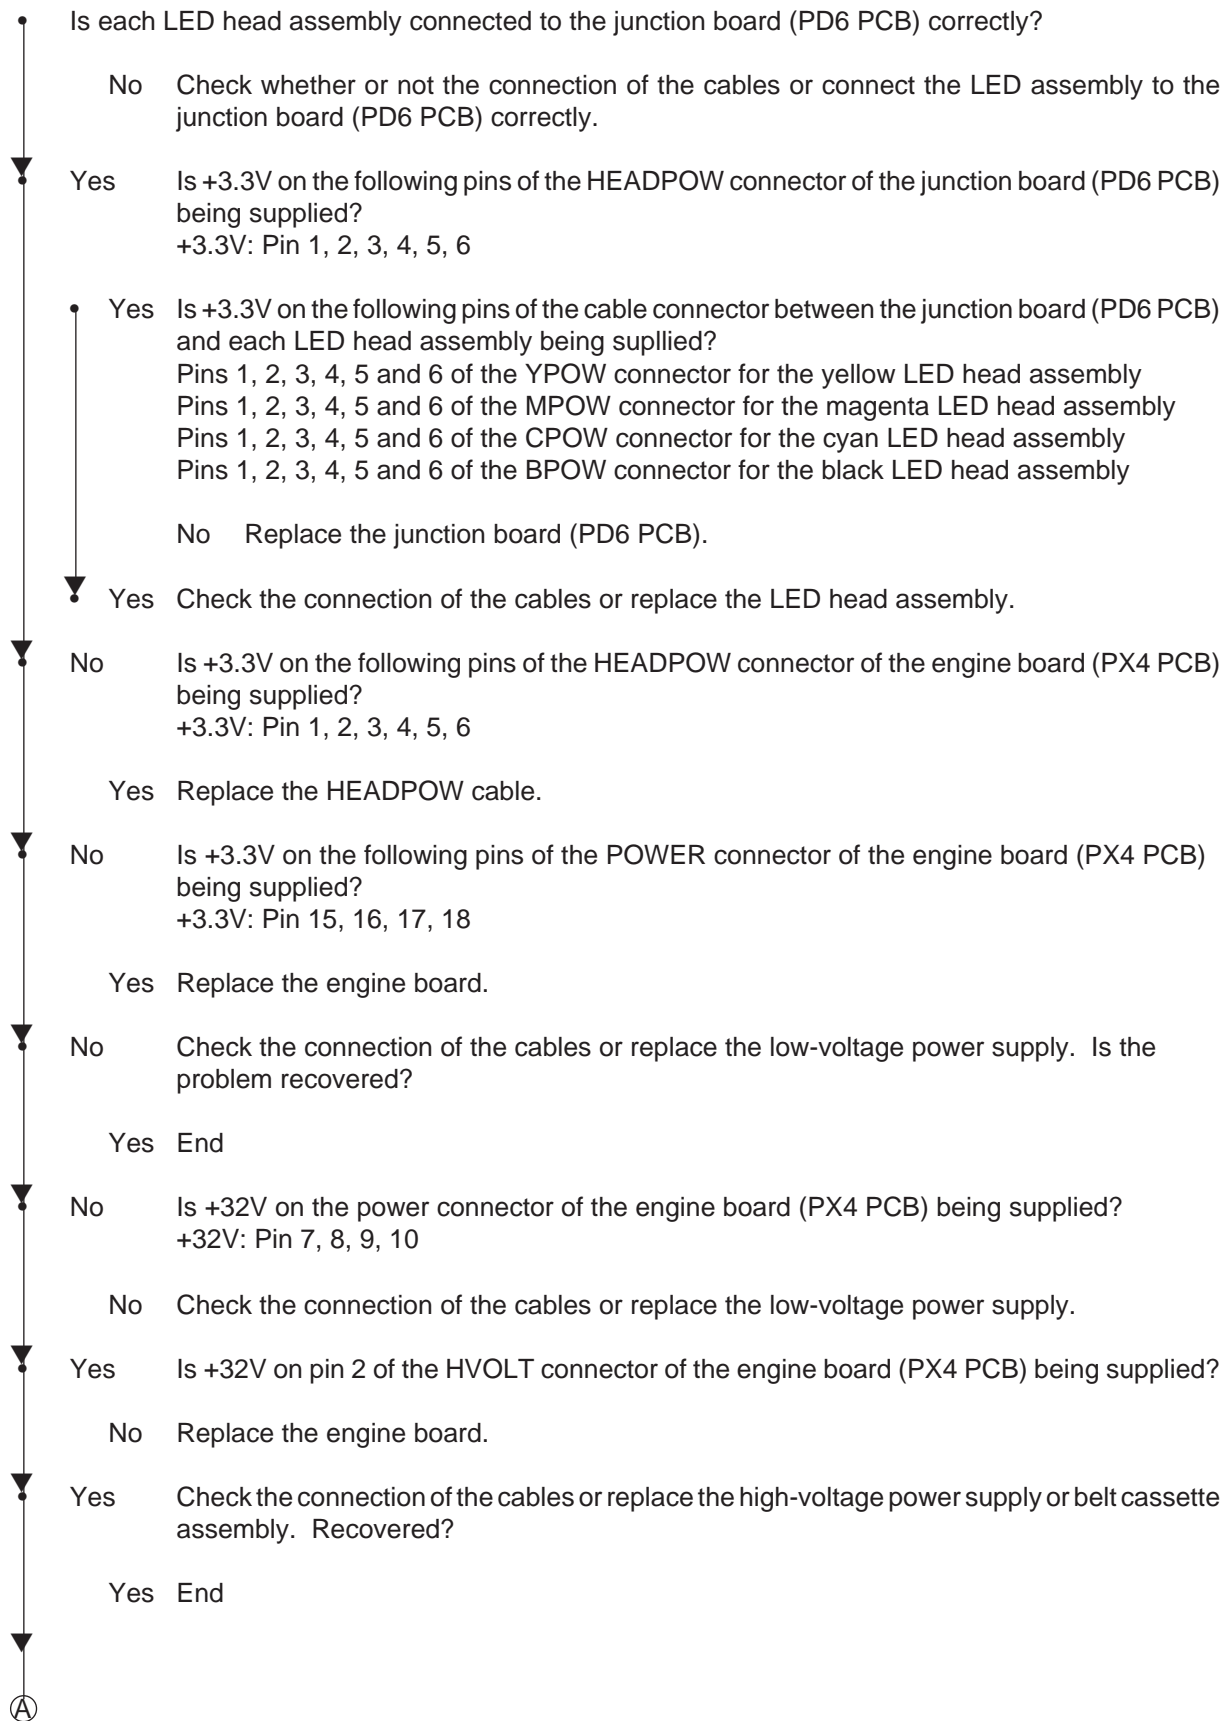 Is each LED head assembly connected to the junction board (PD6 PCB) correctly?
No Check whether or not the connection of the cables or connect the LED assembly to the
junction board (PD6 PCB) correctly.
Yes Is +3.3V on the following pins of the HEADPOW connector of the junction board (PD6 PCB)
being supplied?
+3.3V: Pin 1, 2, 3, 4, 5, 6
Yes Is +3.3V on the following pins of the cable connector between the junction board (PD6 PCB)
and each LED head assembly being supllied?
Pins 1, 2, 3, 4, 5 and 6 of the YPOW connector for the yellow LED head assembly
Pins 1, 2, 3, 4, 5 and 6 of the MPOW connector for the magenta LED head assembly
Pins 1, 2, 3, 4, 5 and 6 of the CPOW connector for the cyan LED head assembly
Pins 1, 2, 3, 4, 5 and 6 of the BPOW connector for the black LED head assembly
No Replace the junction board (PD6 PCB).
Yes Check the connection of the cables or replace the LED head assembly.
No Is +3.3V on the following pins of the HEADPOW connector of the engine board (PX4 PCB)
being supplied?
+3.3V: Pin 1, 2, 3, 4, 5, 6
Yes Replace the HEADPOW cable.
No Is +3.3V on the following pins of the POWER connector of the engine board (PX4 PCB)
being supplied?
+3.3V: Pin 15, 16, 17, 18
Yes Replace the engine board.
No Check the connection of the cables or replace the low-voltage power supply. Is the
problem recovered?
Yes End
No Is +32V on the power connector of the engine board (PX4 PCB) being supplied?
+32V: Pin 7, 8, 9, 10
No Check the connection of the cables or replace the low-voltage power supply.
Yes Is +32V on pin 2 of the HVOLT connector of the engine board (PX4 PCB) being supplied?
No Replace the engine board.
Yes Check the connection of the cables or replace the high-voltage power supply or belt cassette
assembly. Recovered?
Yes End
A